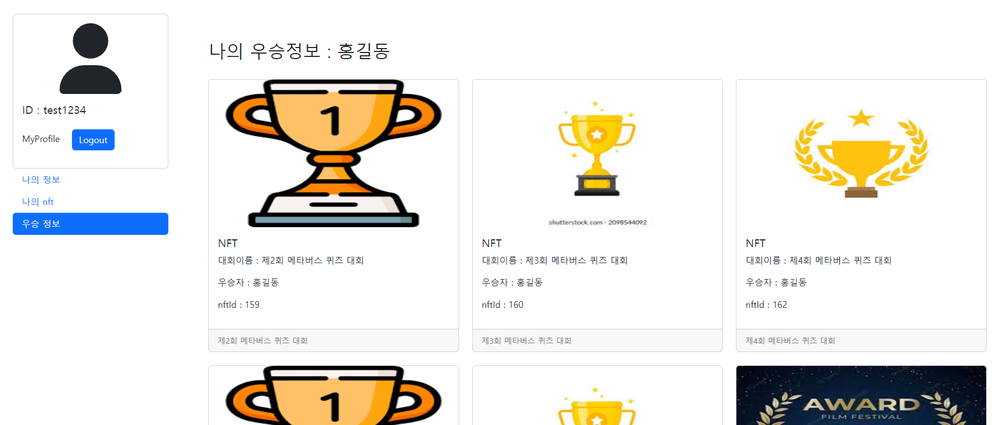 ID : test1234
MyProfile
Logout
나의 정보
나의 nft
우승 정보
나의 우승정보 : 홍길동
1
NFT
대회이름 : 제2회 메타버스 퀴즈 대회
우승자 : 홍길동
nftId : 159
제2회 메타버스 퀴즈 대회
shutterstock.com - 2098544092
NFT
대회이름 : 제3회 메타버스 퀴즈 대회
우승자 : 홍길동
nftId : 160
제3회 메타버스 퀴즈 대회
NFT
대회이름 : 제4회 메타버스 퀴즈 대회
우승자 : 홍길동
nftId : 162
제4회 메타버스 퀴즈 대회
1
AWARD
FILM FESTIVAL